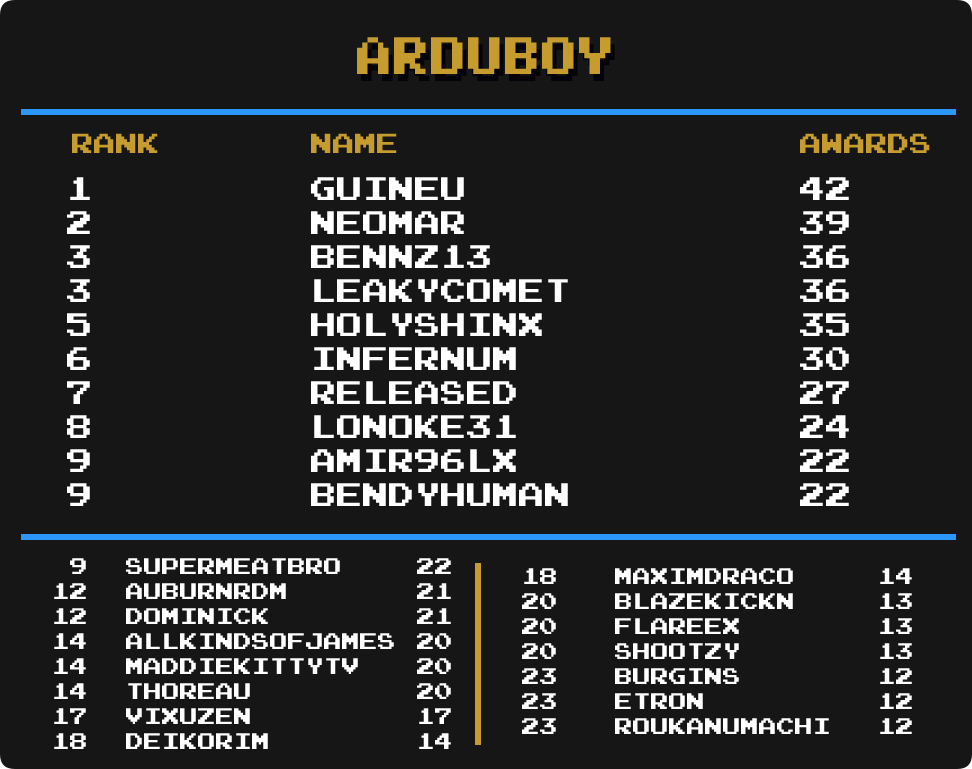 ARDUBOY
RANK NAME AWARDS
1 GUINEU 42
2 NEOMAR 39
3 BENNZ13 36
3 LEAKYCOMET 36
5 HOLYSHINX 35
6 INFERNUM 30
7 RELEASED 27
8 LONOKE31 24
9 AMIR96LX 22
9 BENDYHUMAN 22
9 SUPERMEATBRO 22
12 AUBURNRDM 21
12 DOMINICK 21
14 ALLKINDSOFJAMES 20
14 MADDIEKITTYTV 20
14 THOREAU 20
17 VIXUZEN 17
18 DEIKORIM 14
18 MAXIMDRACO 14
20 BLAZEKICKN 13
20 FLAREEX 13
20 SHOOTZY 13
23 BURGINS 12
23 ETRON 12
23 ROUKANUMACHI 12